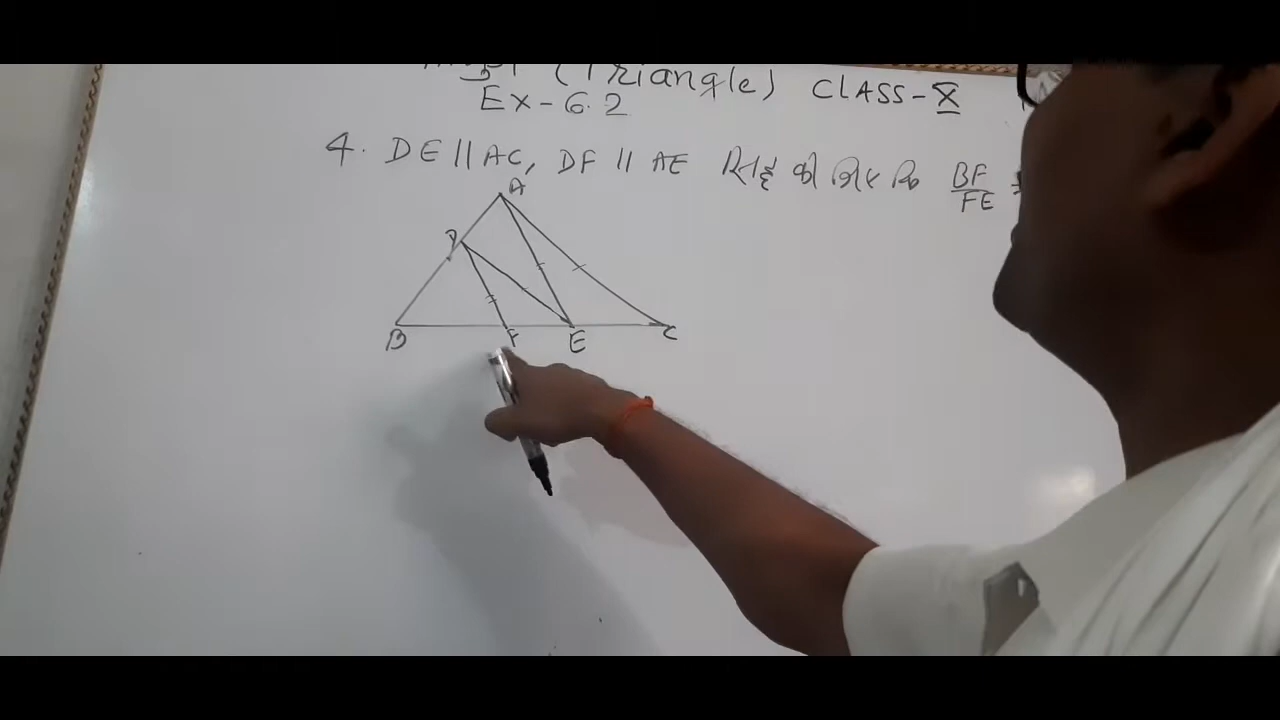 (Triangle) CLASS-X
Ex-6.2
4. DE || AC, DF || AE सिद्ध की BF/FE =
A
D
B F E C